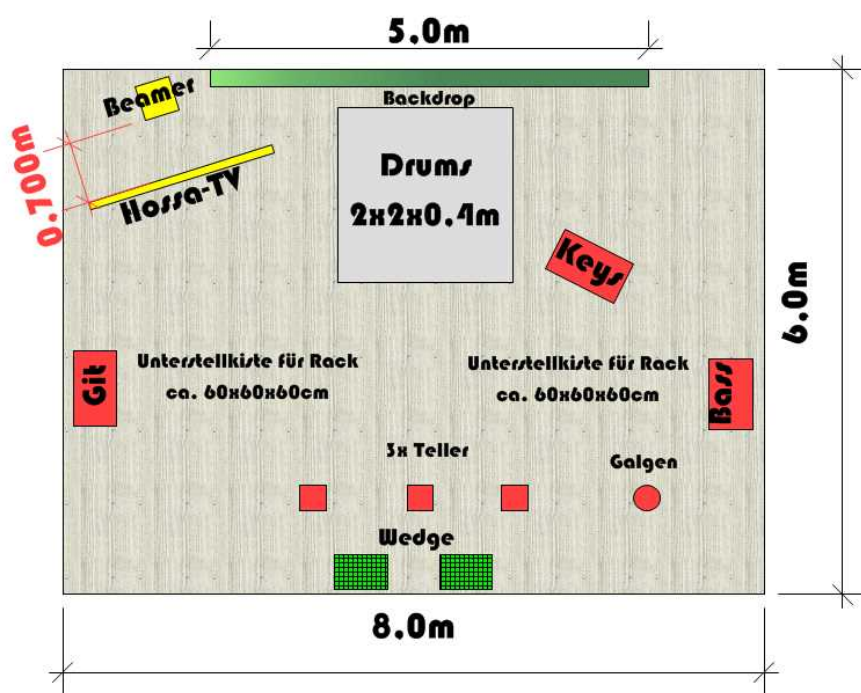 5.0m
Beamer
Backdrop
0.700m
Hossa-TV
Drums
2x2x0.4m
Keys
6.0m
Unterstellkiste für Rack
ca. 60x60x60cm
Unterstellkiste für Rack
ca. 60x60x60cm
Git
Bass
3x Teller
Galgen
Wedge
8.0m